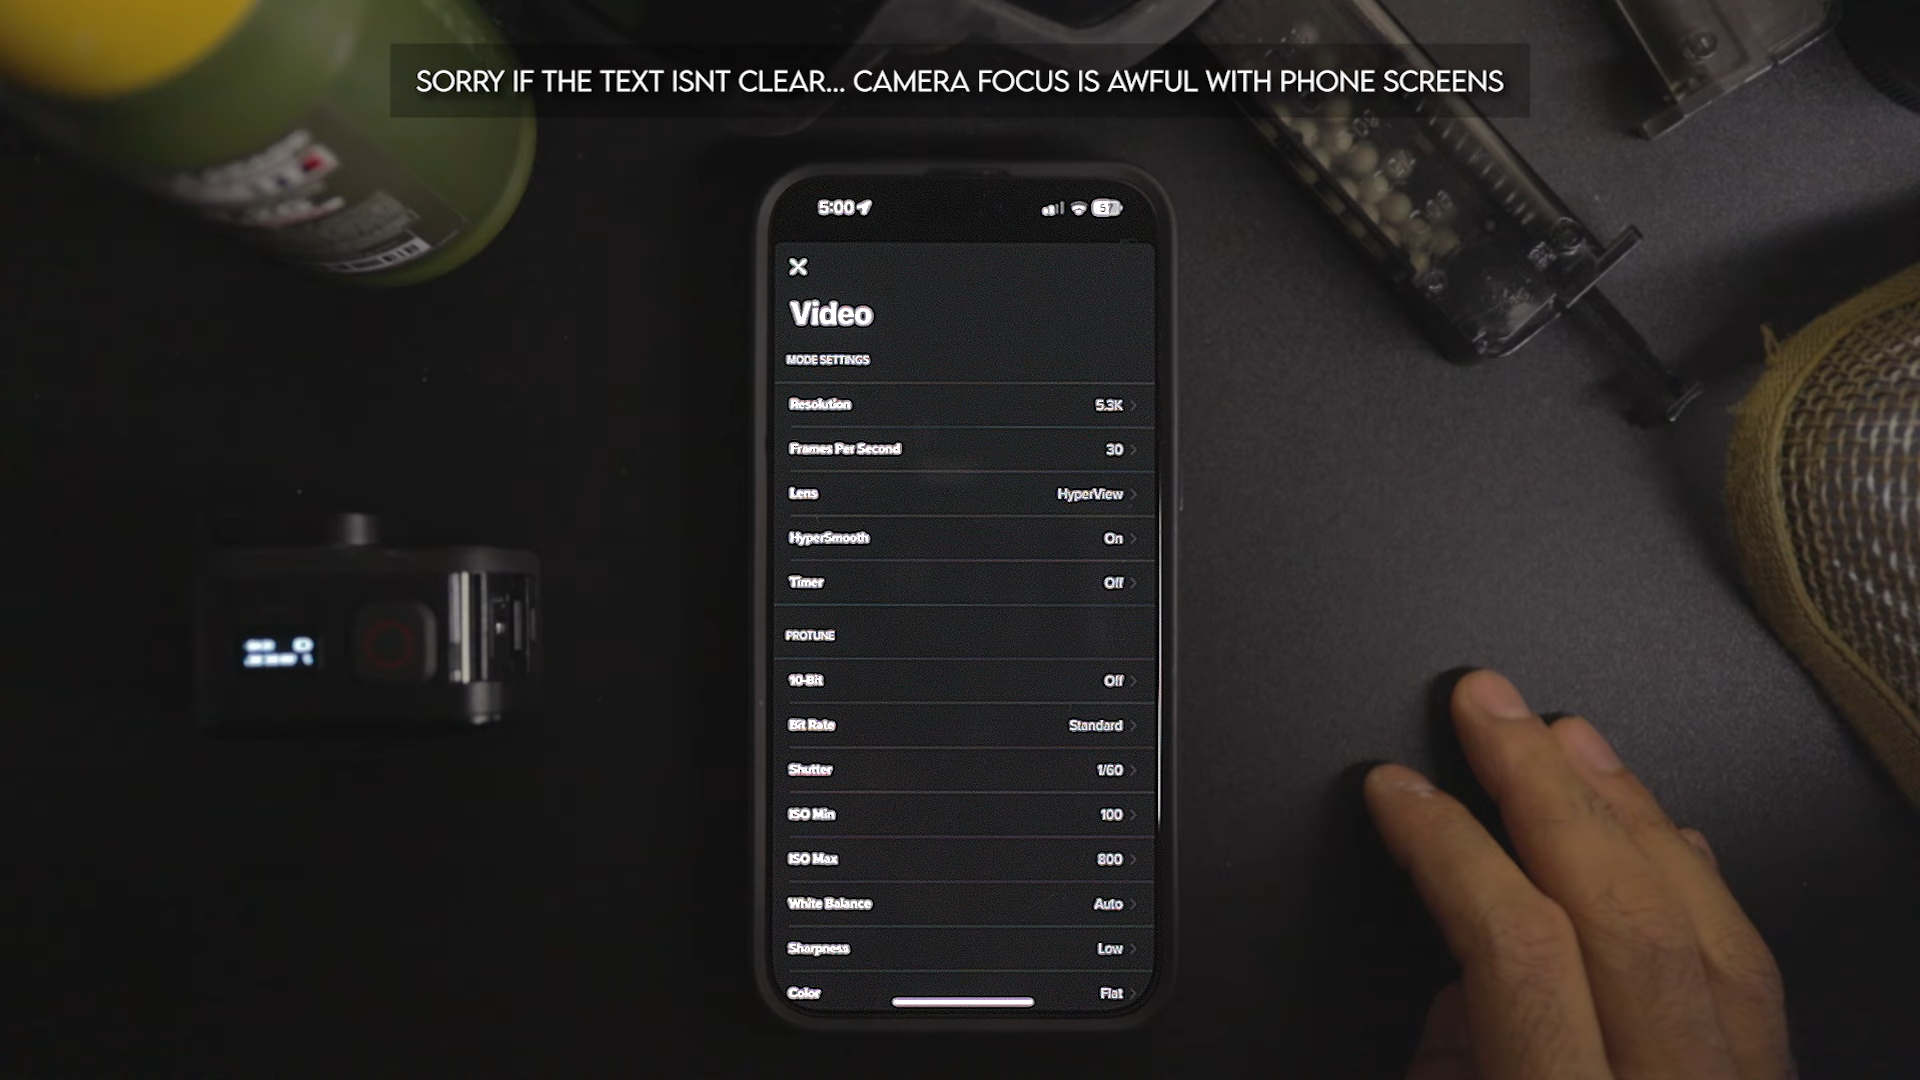 SORRY IF THE TEXT ISNT CLEAR... CAMERA FOCUS IS AWFUL WITH PHONE SCREENS
5:00
57
Video
MODE SETTINGS
Resolution 5.3K
Frames Per Second 30
Lens HyperView
HyperSmooth On
Timer Off
PROTUNE
10-Bit Off
Bit Rate Standard
Shutter 1/60
ISO Min 100
ISO Max 800
White Balance Auto
Sharpness Low
Color Flat